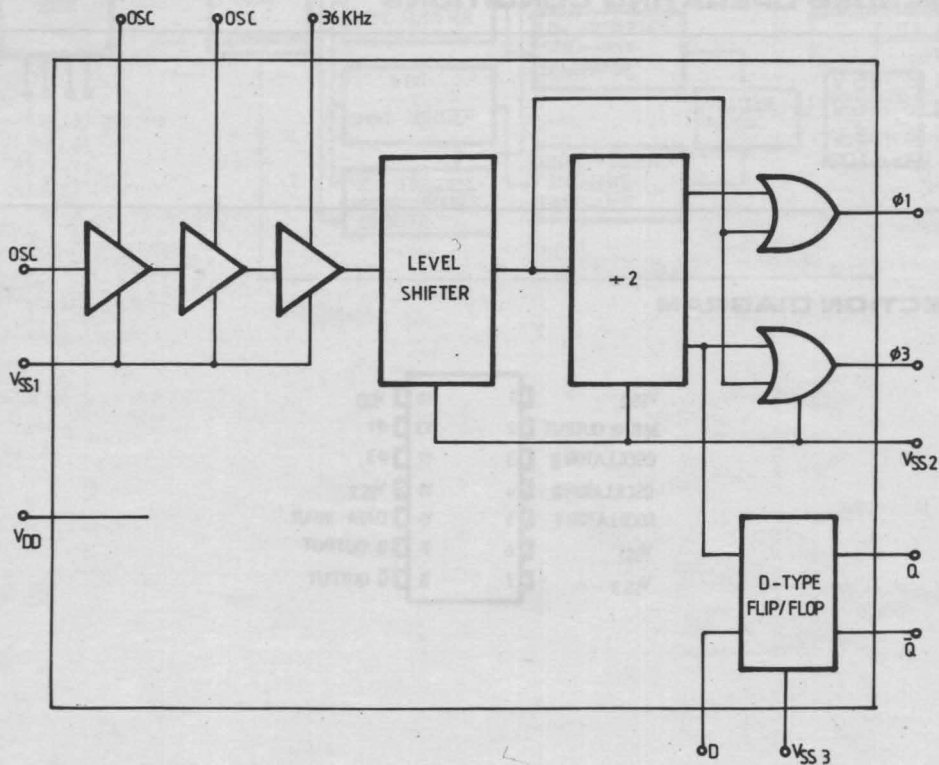 OSC
OSC
36 KHz
ϕ1
OSC
LEVEL
SHIFTER
÷2
ϕ3
VSS1
VSS2
VDD
D-TYPE
FLIP/FLOP
Q
Q̅
D
VSS 3